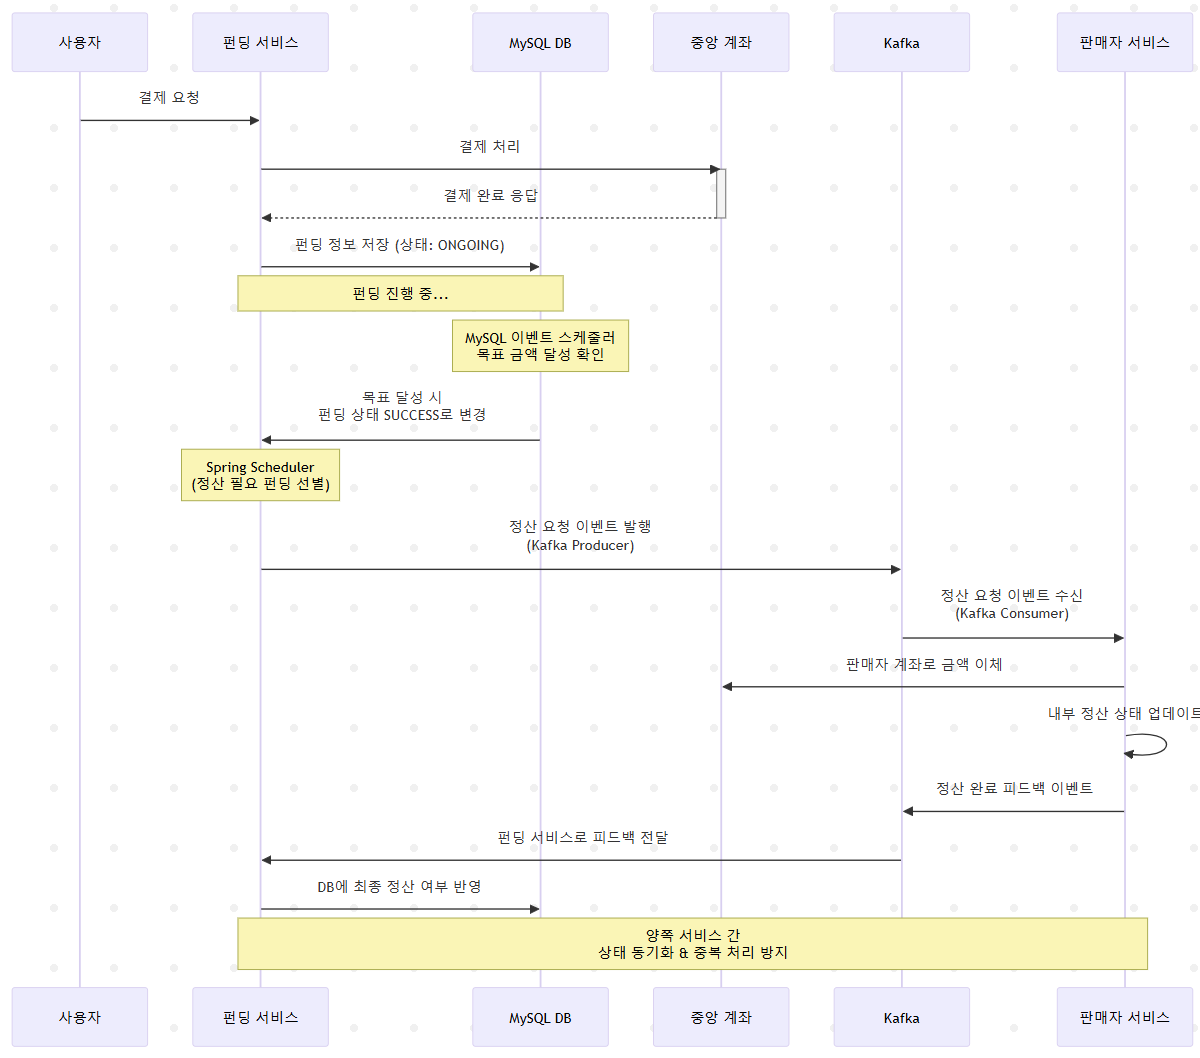 사용자
펀딩 서비스
MySQL DB
중앙 계좌
Kafka
판매자 서비스
결제 요청
결제 처리
결제 완료 응답
펀딩 정보 저장 (상태: ONGOING)
펀딩 진행 중...
MySQL 이벤트 스케줄러
목표 금액 달성 확인
목표 달성 시
펀딩 상태 SUCCESS로 변경
Spring Scheduler
(정산 필요 펀딩 선별)
정산 요청 이벤트 발행
(Kafka Producer)
정산 요청 이벤트 수신
(Kafka Consumer)
판매자 계좌로 금액 이체
내부 정산 상태 업데이트
정산 완료 피드백 이벤트
펀딩 서비스로 피드백 전달
DB에 최종 정산 여부 반영
양쪽 서비스 간
상태 동기화 & 중복 처리 방지
사용자
펀딩 서비스
MySQL DB
중앙 계좌
Kafka
판매자 서비스